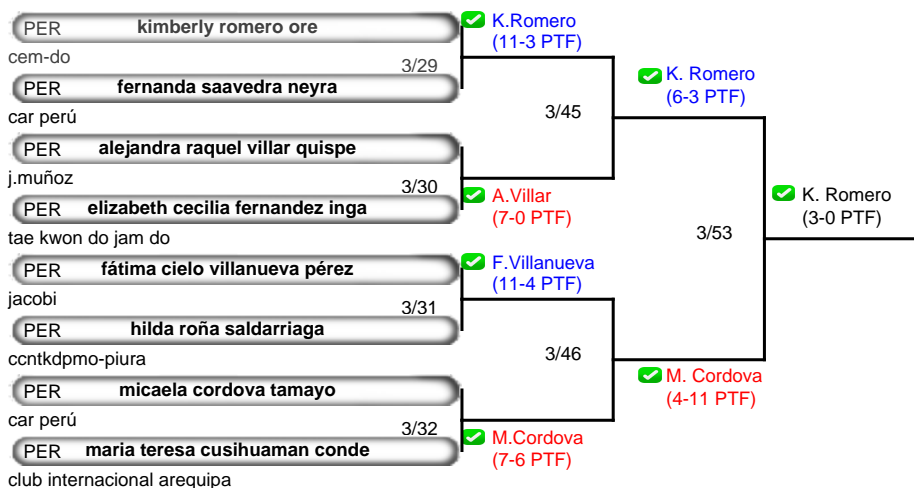 PER kimberly romero ore
K.Romero
(11-3 PTF)
cem-do
3/29
PER fernanda saavedra neyra
K. Romero
(6-3 PTF)
car perú
3/45
PER alejandra raquel villar quispe
j.muñoz
3/30
A.Villar
(7-0 PTF)
K. Romero
(3-0 PTF)
PER elizabeth cecilia fernandez inga
tae kwon do jam do
3/53
PER fátima cielo villanueva pérez
F.Villanueva
(11-4 PTF)
jacobi
3/31
PER hilda roña saldarriaga
ccntkdpmo-piura
3/46
PER micaela cordova tamayo
M. Cordova
(4-11 PTF)
car perú
3/32
M.Cordova
(7-6 PTF)
PER maria teresa cusihuaman conde
club internacional arequipa